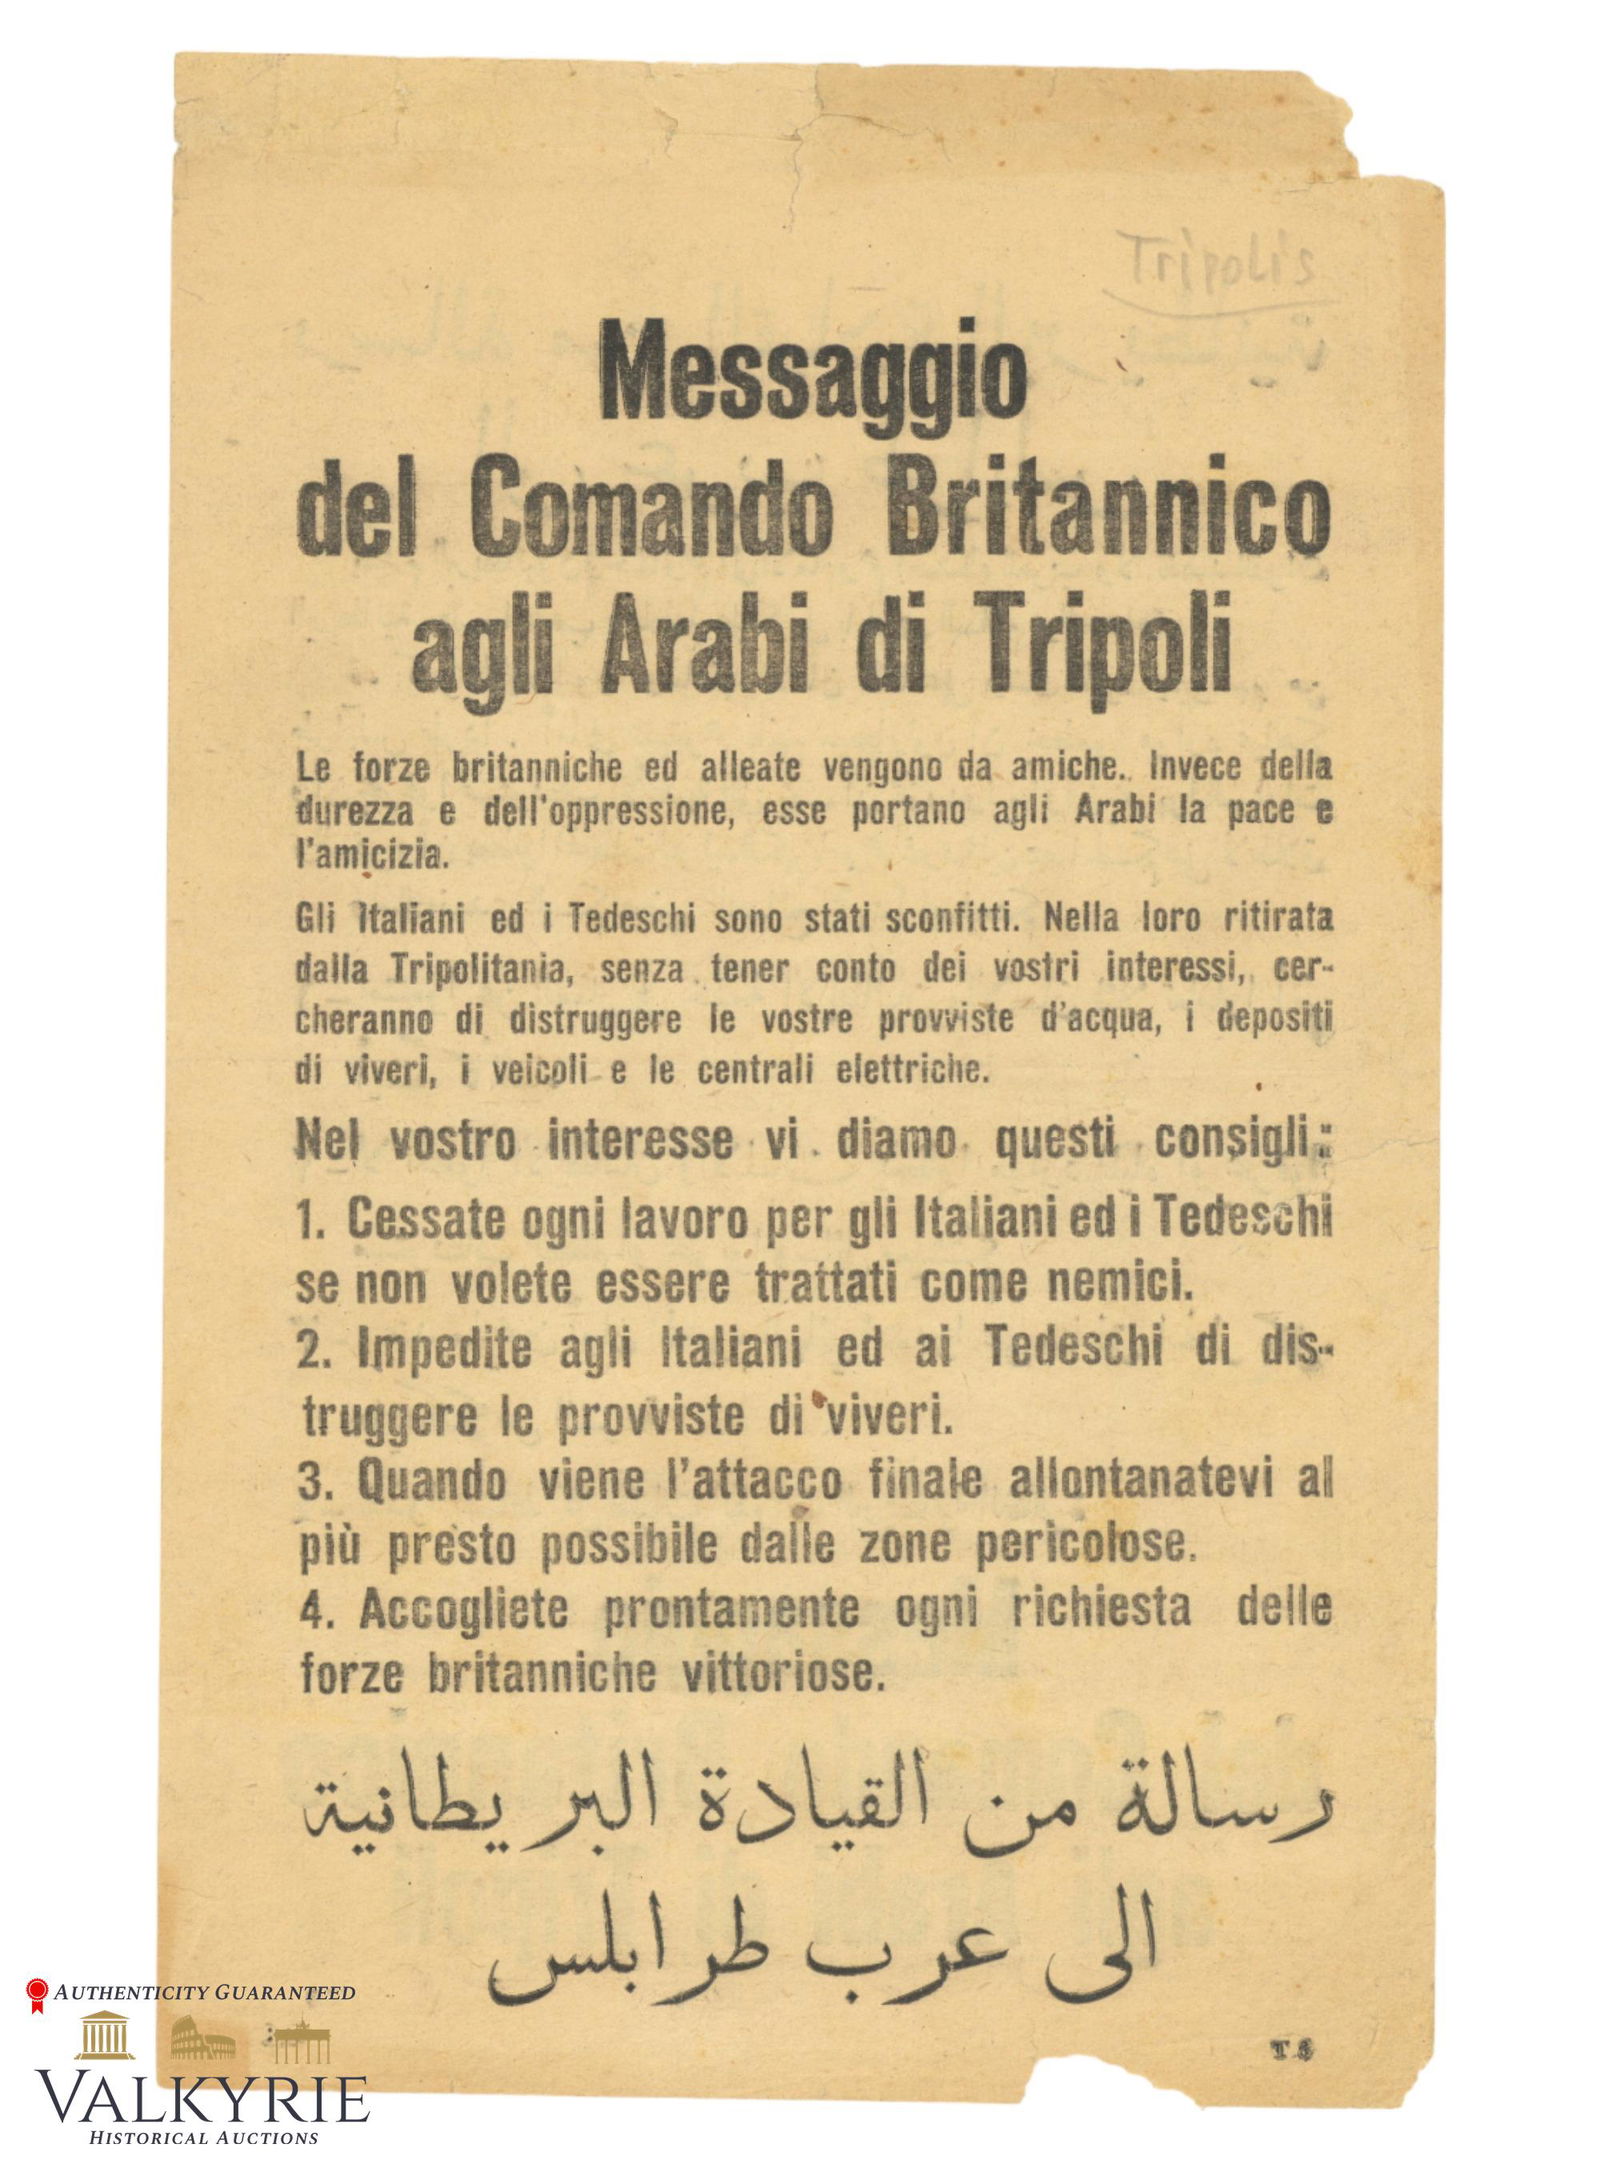 Tripolis
Messaggio
del Comando Britannico
agli Arabi di Tripoli
Le forze britanniche ed alleate vengono da amiche. Invece della
durezza e dell'oppressione, esse portano agli Arabi la pace e
l'amicizia.
Gli Italiani ed i Tedeschi sono stati sconfitti. Nella loro ritirata
dalla Tripolitania, senza tener conto dei vostri interessi, cer-
cheranno di distruggere le vostre provviste d'acqua, i depositi
di viveri, i veicoli e le centrali elettriche.
Nel vostro interesse vi diamo questi consigli:
1. Cessate ogni lavoro per gli Italiani ed i Tedeschi
se non volete essere trattati come nemici.
2. Impedite agli Italiani ed ai Tedeschi di dis-
truggere le provviste di viveri.
3. Quando viene l'attacco finale allontanatevi al
più presto possibile dalle zone pericolose.
4. Accogliete prontamente ogni richiesta delle
forze britanniche vittoriose.
رسالة من القيادة البريطانية
الى عرب طرابلس
AUTHENTICITY GUARANTEED
VALKYRIE
HISTORICAL AUCTIONS